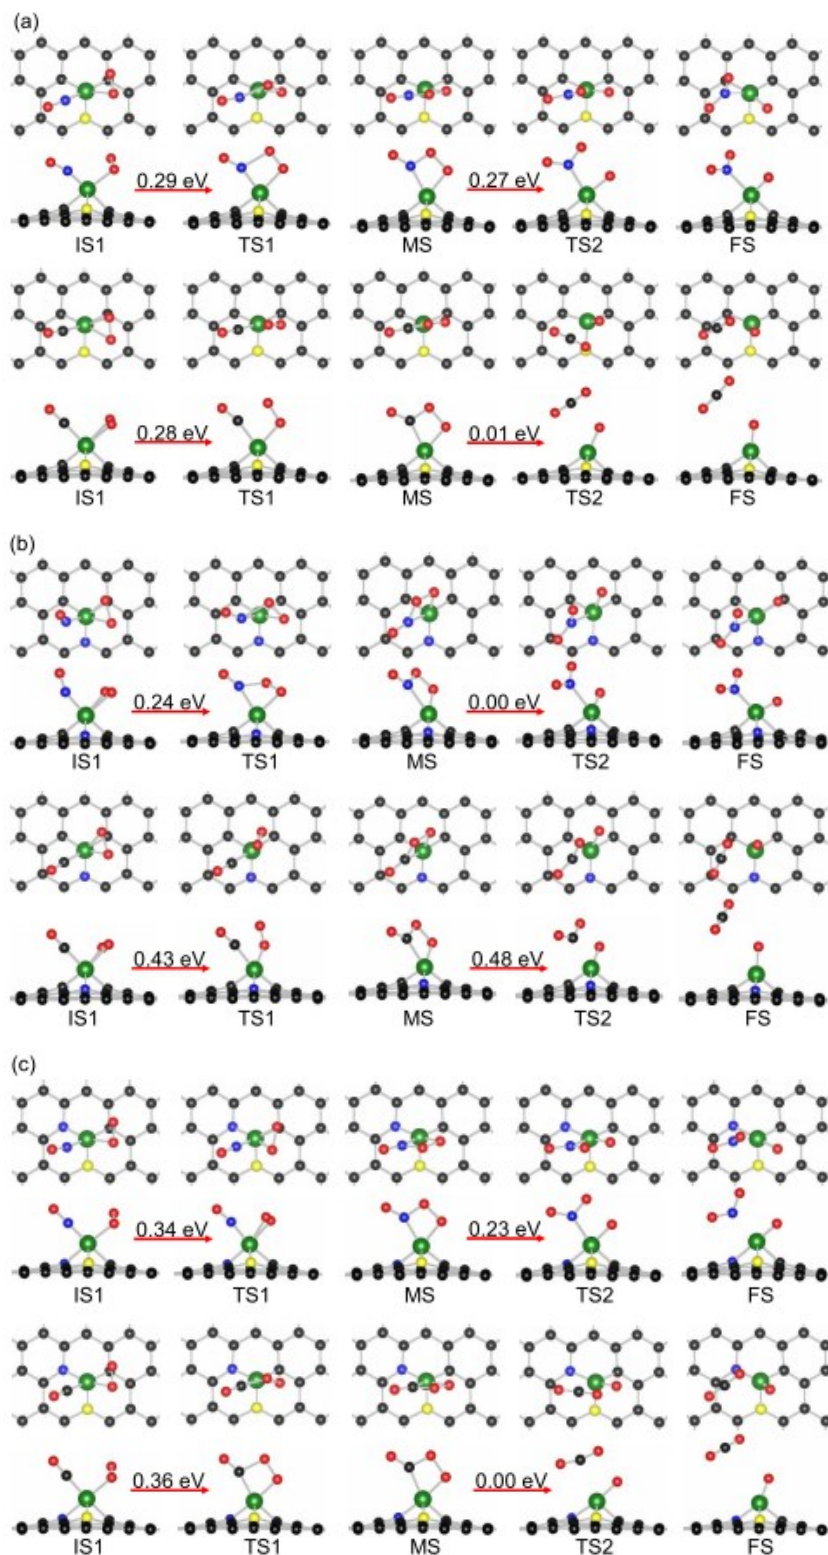 (a)
0.29 eV 0.27 eV
IS1 TS1 MS TS2 FS
0.28 eV 0.01 eV
IS1 TS1 MS TS2 FS
(b)
0.24 eV 0.00 eV
IS1 TS1 MS TS2 FS
0.43 eV 0.48 eV
IS1 TS1 MS TS2 FS
(c)
0.34 eV 0.23 eV
IS1 TS1 MS TS2 FS
0.36 eV 0.00 eV
IS1 TS1 MS TS2 FS